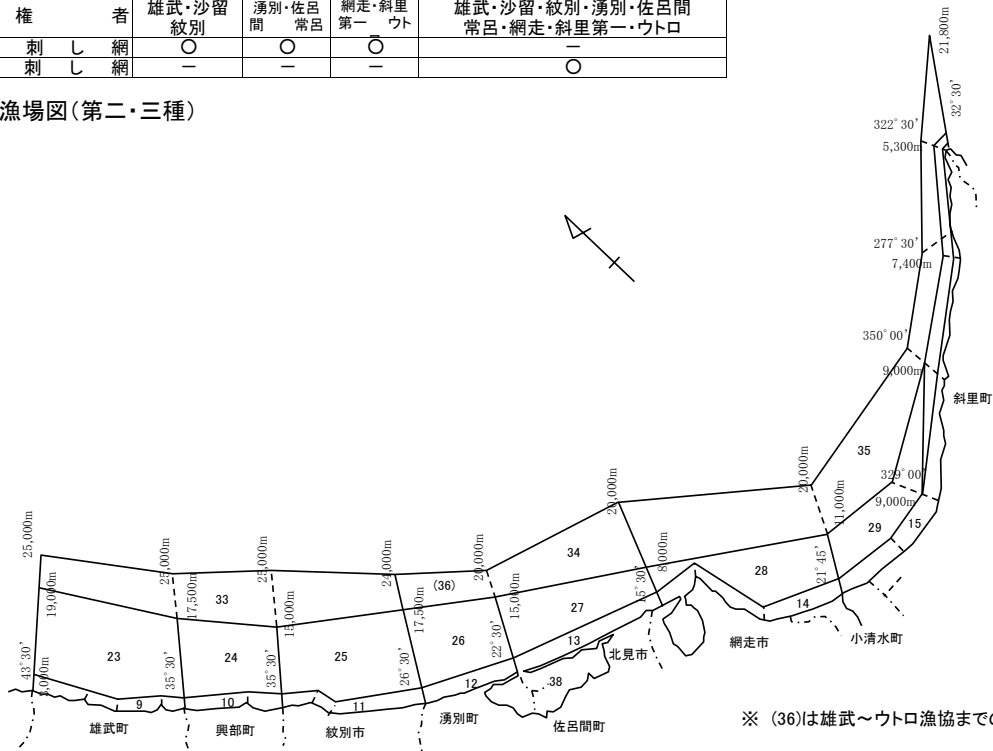 権 者 雄武・沙留 紋別 湧別・佐呂間 常呂 網走・斜里第一 ウト 雄武・沙留・紋別・湧別・佐呂間 常呂・網走・斜里第一・ウトロ
刺 し 網 ○ ○ ○ －
刺 し 網 － － － ○
漁場図(第二・三種)
21,800m
32°30'
322°30'
5,300m
277°30'
7,400m
350°00'
9,000m
斜里町
35
329°00'
9,000m
20,000m
11,000m
29
15
20,000m
8,000m
21°45'
34
28
14
小清水町
15°30'
27
網走市
13
北見市
20,000m
15,000m
22°30'
(36)
26
12
38
佐呂間町
湧別町
24,000m
17,500m
26°30'
25
11
紋別市
25,000m
15,000m
35°30'
33
24
10
興部町
25,000m
17,500m
35°30'
23
9
雄武町
25,000m
19,000m
43°30'
3,000m
※ (36)は雄武～ウトロ漁協までの